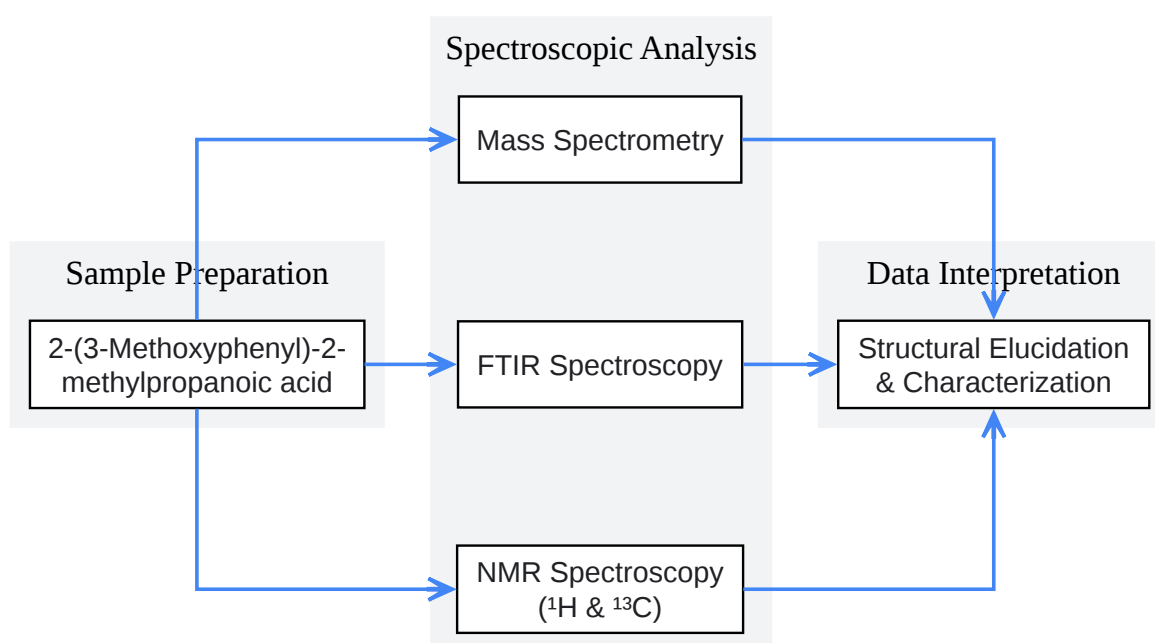 Spectroscopic Analysis
Mass Spectrometry
Sample Preparation
2-(3-Methoxyphenyl)-2-
methylpropanoic acid
FTIR Spectroscopy
NMR Spectroscopy
(¹H & ¹³C)
Data Interpretation
Structural Elucidation
& Characterization